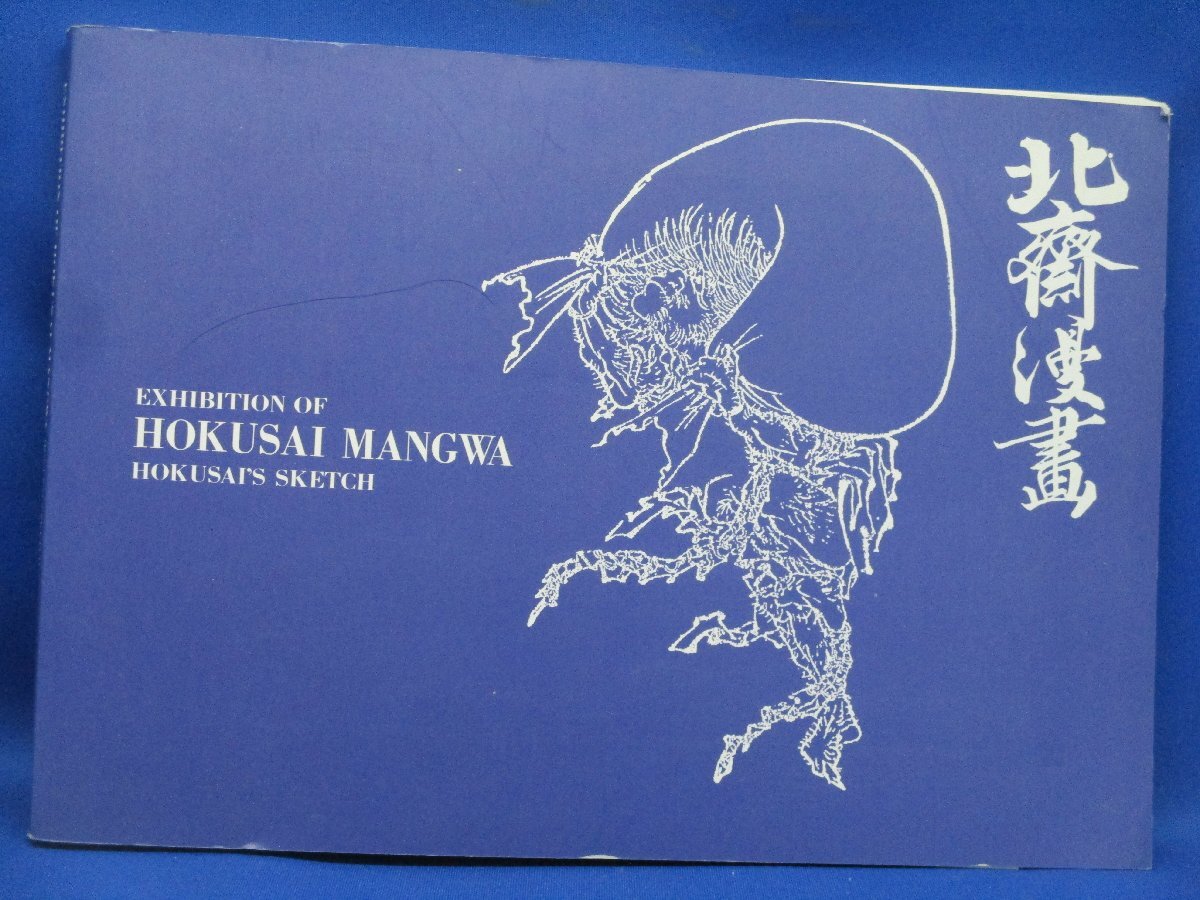 EXHIBITION OF
HOKUSAI MANGWA
HOKUSAI'S SKETCH
北齋漫畫